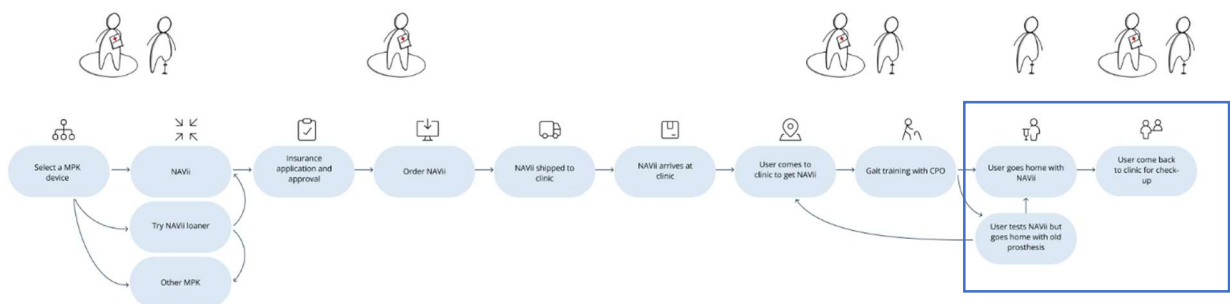 Select a MPK
device
NAVii
Insurance
application and
approval
Order NAVii
NAVii shipped to
clinic
NAVii arrives at
clinic
User comes to
clinic to get NAVii
Gait training with CPO
User goes home with
NAVii
User come back
to clinic for check-
up
Try NAVii loaner
User tests NAVii but
goes home with old
prosthesis
Other MPK